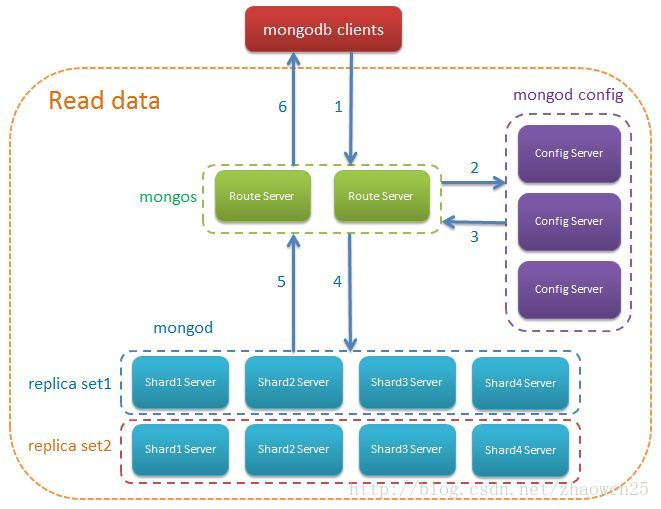 mongodb clients
Read data
6
1
mongod config
Config Server
2
mongos
Route Server
Route Server
Config Server
3
Config Server
5
4
mongod
replica set1
Shard1 Server
Shard2 Server
Shard3 Server
Shard4 Server
replica set2
Shard1 Server
Shard2 Server
Shard3 Server
Shard4 Server
http://blog.csdn.net/zhaowen25